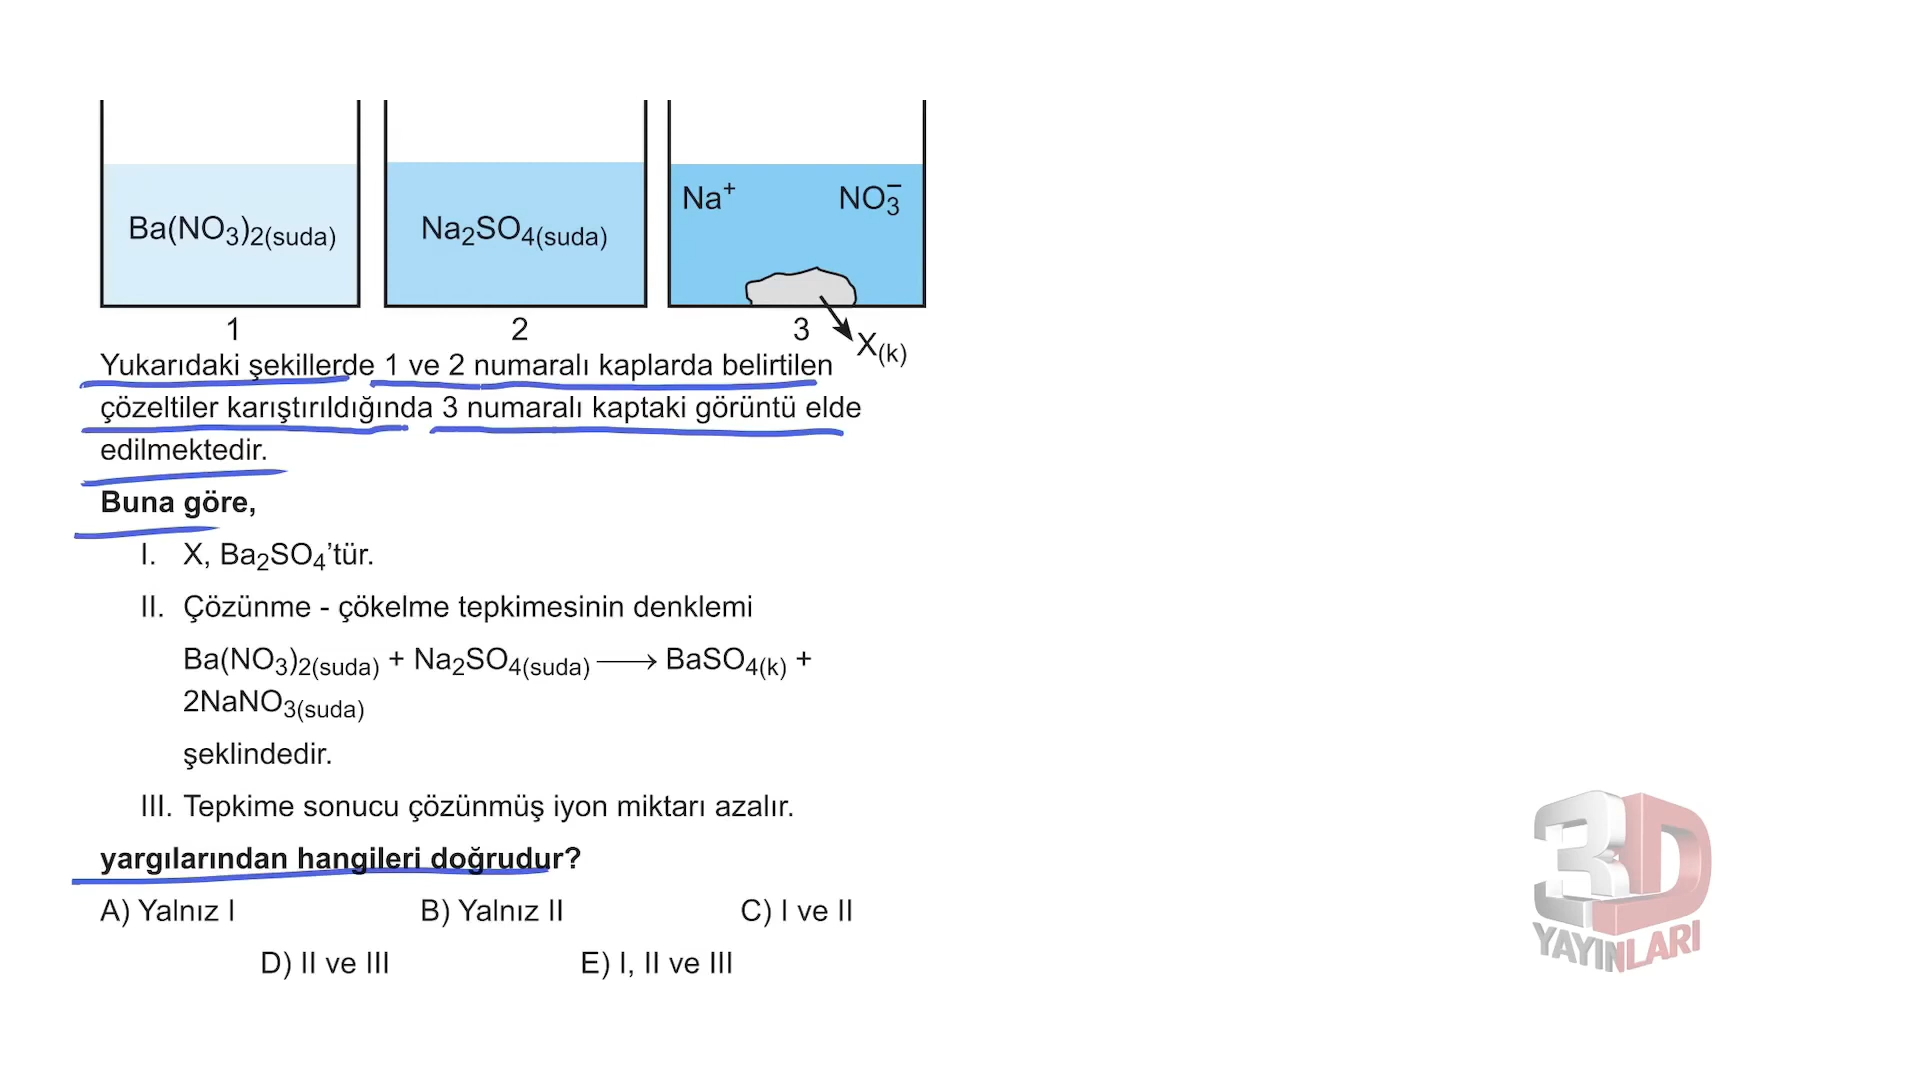 Ba(NO₃)₂(suda)
Na₂SO₄(suda)
Na⁺ NO₃⁻
1 2 3 X(k)
Yukarıdaki şekillerde 1 ve 2 numaralı kaplarda belirtilen
çözeltiler karıştırıldığında 3 numaralı kaptaki görüntü elde
edilmektedir.
Buna göre,
I. X, Ba₂SO₄’tür.
II. Çözünme - çökelme tepkimesinin denklemi
Ba(NO₃)₂(suda) + Na₂SO₄(suda) ⟶ BaSO₄(k) +
2NaNO₃(suda)
şeklindedir.
III. Tepkime sonucu çözünmüş iyon miktarı azalır.
yargılarından hangileri doğrudur?
A) Yalnız I B) Yalnız II C) I ve II
D) II ve III E) I, II ve III
3D
YAYINLARI